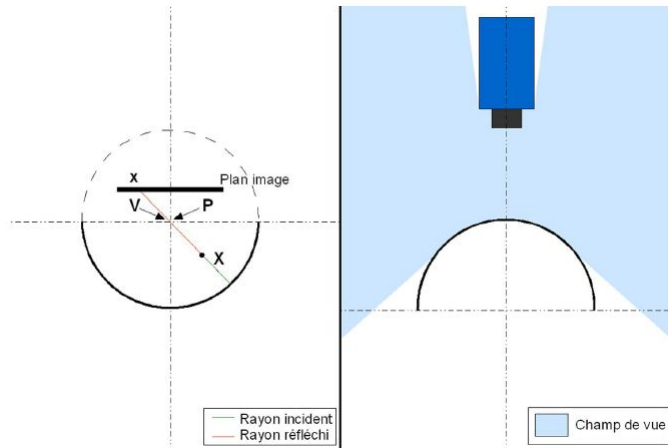 x
Plan image
V
P
X
Rayon incident
Rayon réfléchi
Champ de vue